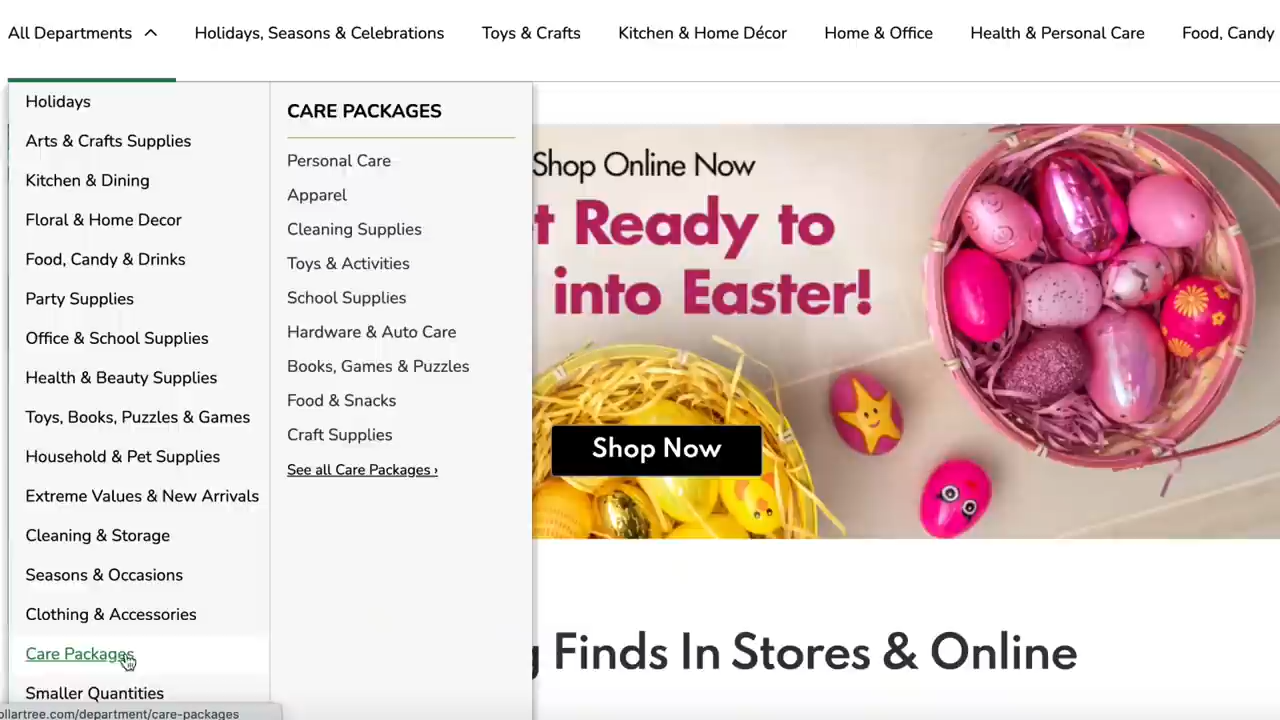 All Departments
Holidays, Seasons & Celebrations
Toys & Crafts
Kitchen & Home Décor
Home & Office
Health & Personal Care
Food, Candy
Holidays
Arts & Crafts Supplies
Kitchen & Dining
Floral & Home Decor
Food, Candy & Drinks
Party Supplies
Office & School Supplies
Health & Beauty Supplies
Toys, Books, Puzzles & Games
Household & Pet Supplies
Extreme Values & New Arrivals
Cleaning & Storage
Seasons & Occasions
Clothing & Accessories
Care Packages
Smaller Quantities
CARE PACKAGES
Personal Care
Apparel
Cleaning Supplies
Toys & Activities
School Supplies
Hardware & Auto Care
Books, Games & Puzzles
Food & Snacks
Craft Supplies
See all Care Packages ›
Shop Online Now
t Ready to
into Easter!
Shop Now
Finds In Stores & Online
ollartree.com/department/care-packages